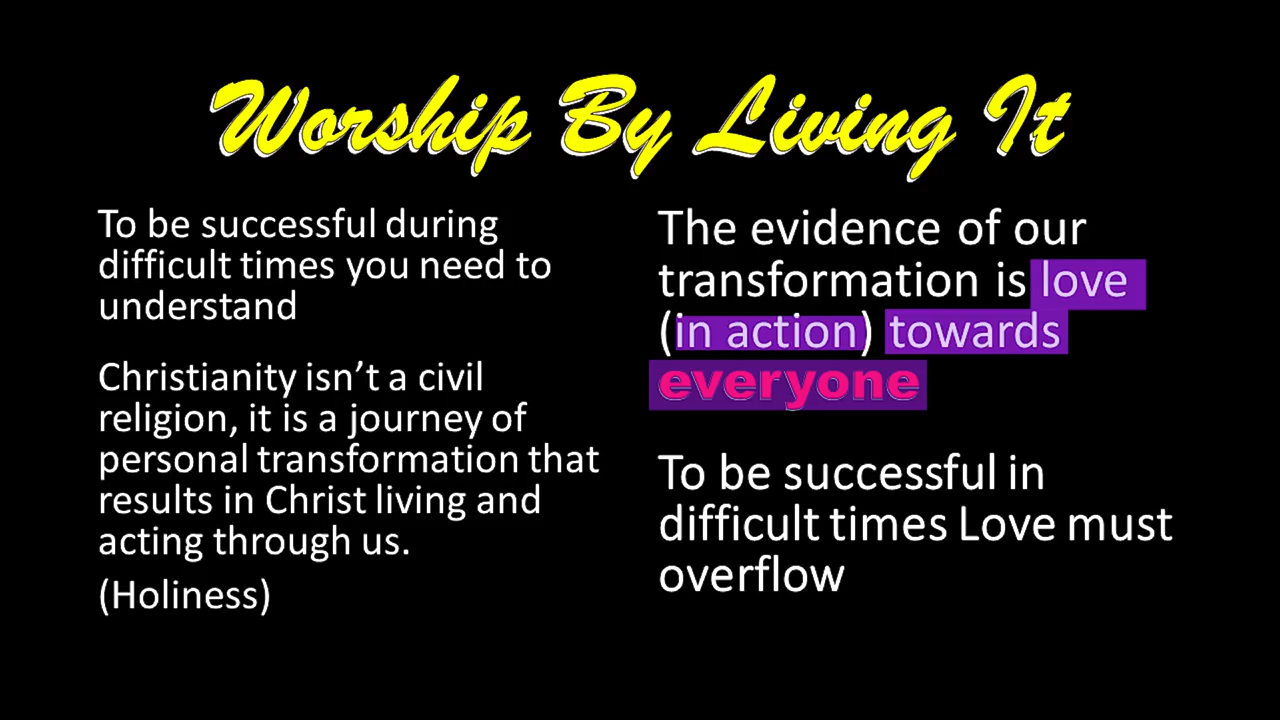 Worship By Living It
To be successful during
difficult times you need to
understand
Christianity isn’t a civil
religion, it is a journey of
personal transformation that
results in Christ living and
acting through us.
(Holiness)
The evidence of our
transformation is love
(in action) towards
everyone
To be successful in
difficult times Love must
overflow